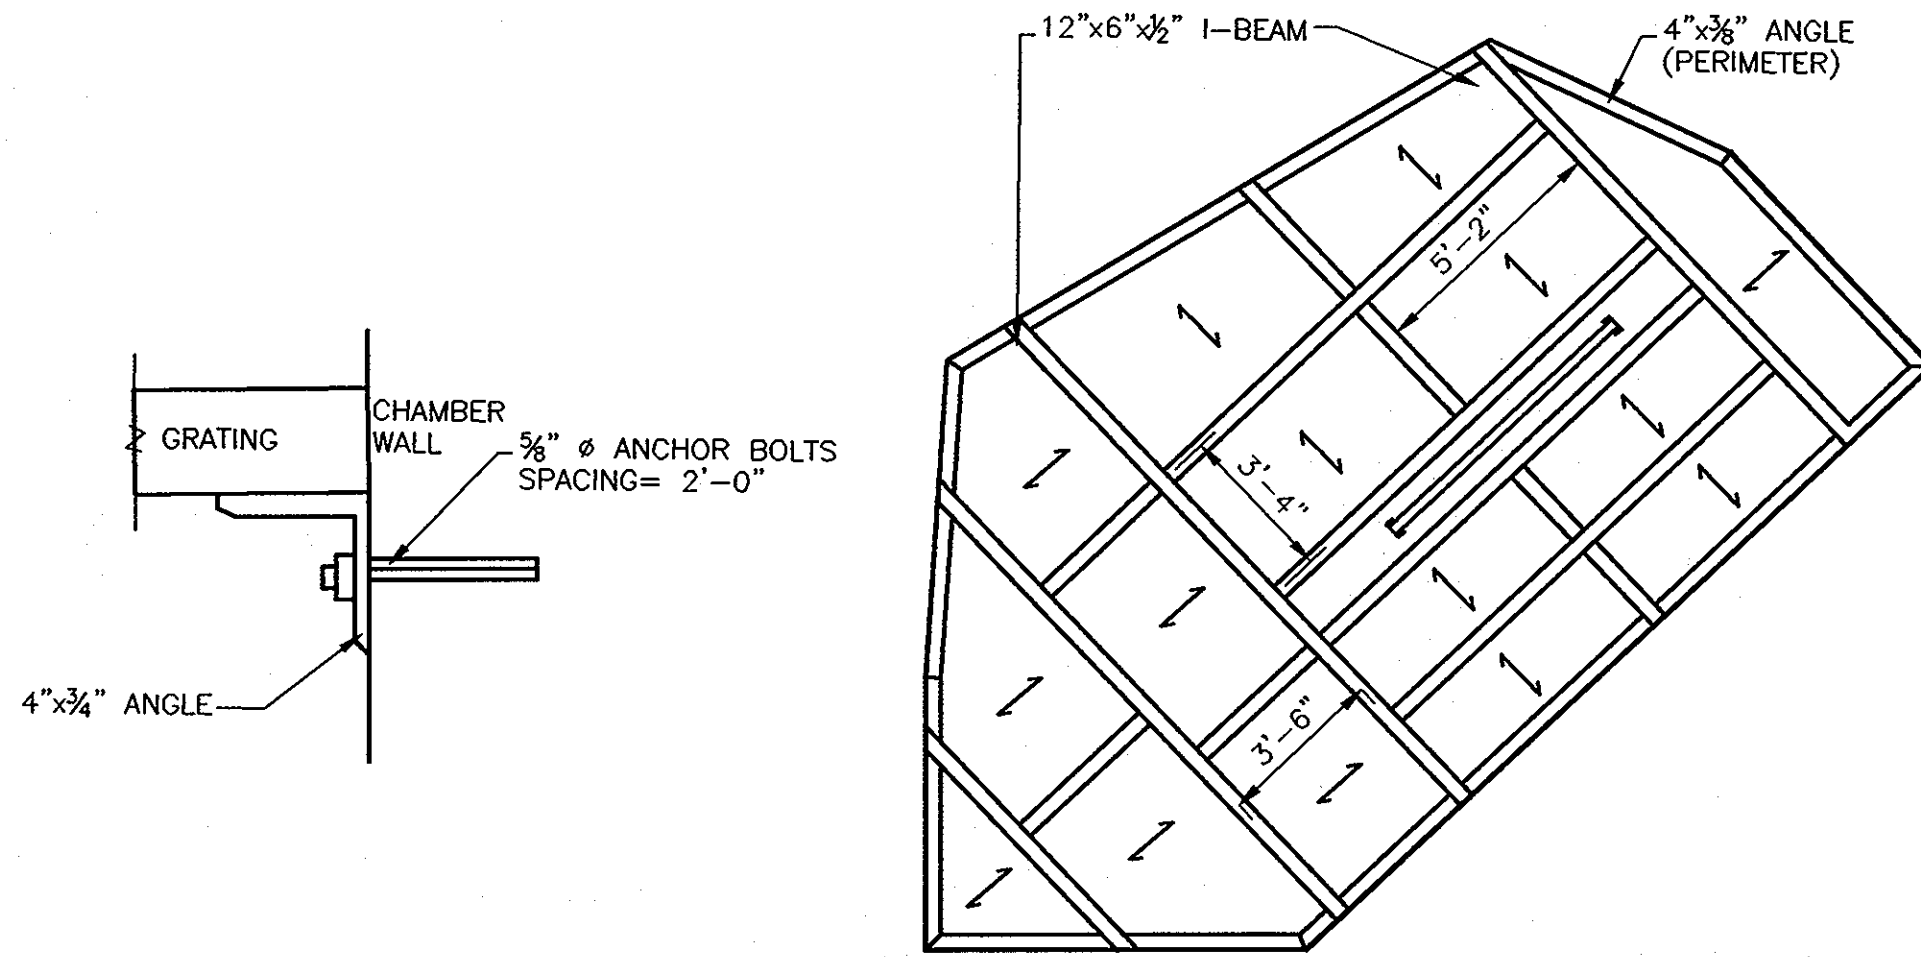 12"x6"x½" I-BEAM
4"x⅜" ANGLE
(PERIMETER)
5'-2"
GRATING
CHAMBER
WALL
⅝" ø ANCHOR BOLTS
SPACING= 2'-0"
3'-4"
4"x¾" ANGLE
3'-6"